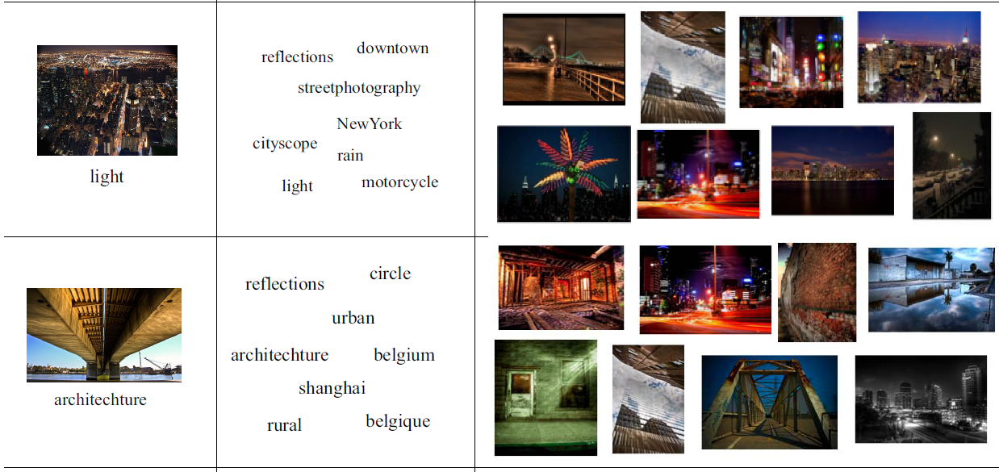 light
reflections
downtown
streetphotography
NewYork
cityscope
rain
light
motorcycle
architechture
reflections
circle
urban
architechture
belgium
shanghai
rural
belgique